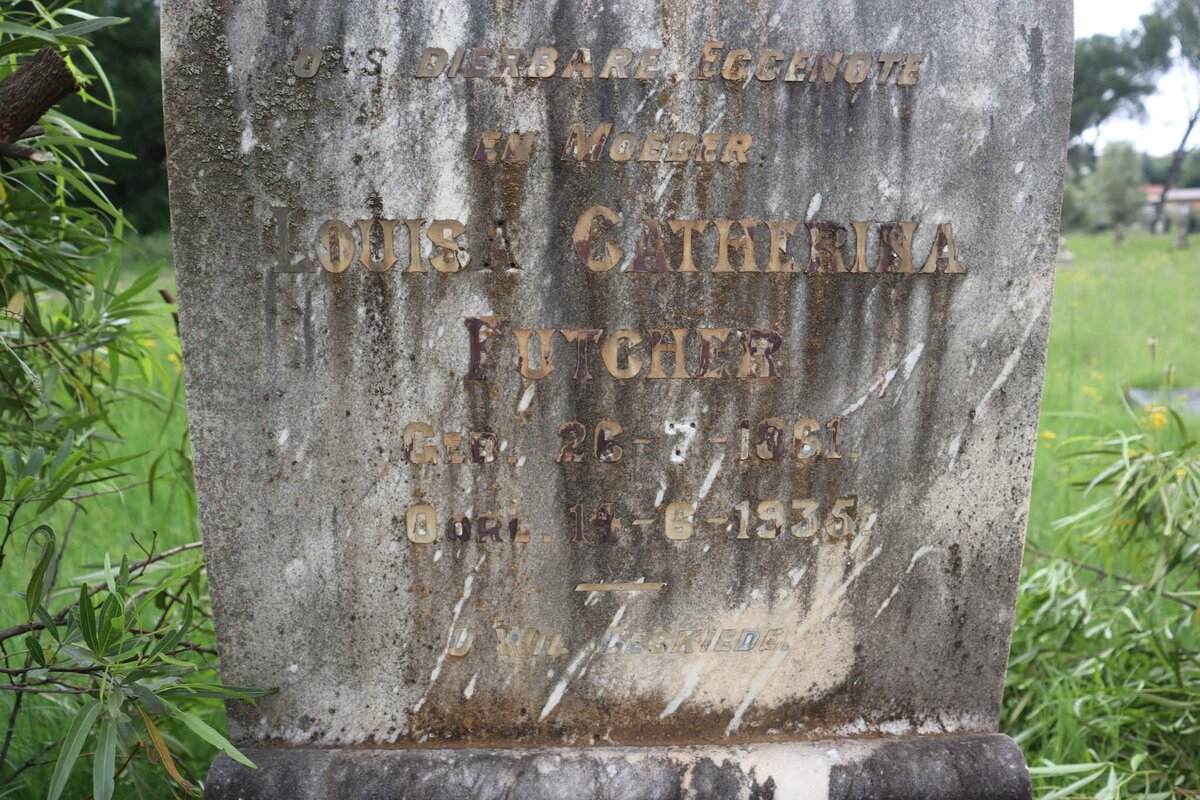 Ons Dierbare Eggenote
en Moeder
Louisa Catherina
Futcher
Geb. 26-7-1861.
Oorl. 14-6-1935
U Wil Geskiede.